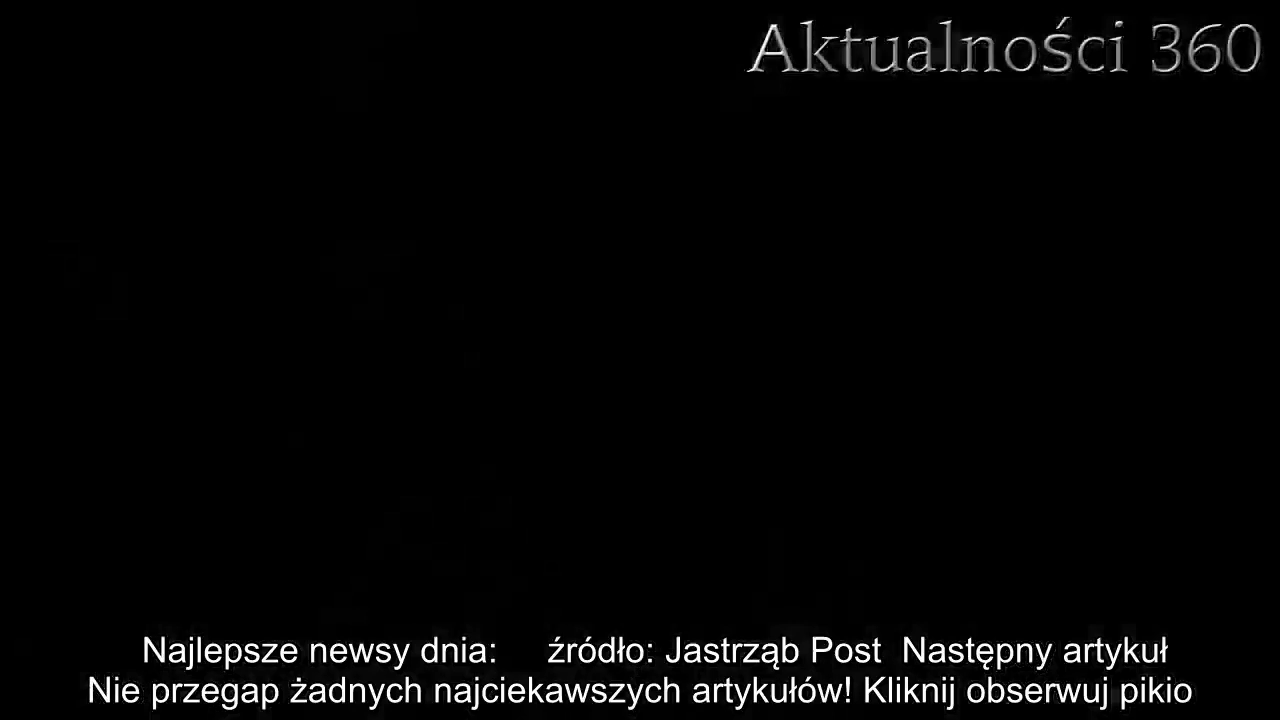 Aktualności 360
Najlepsze newsy dnia: źródło: Jastrząb Post Następny artykuł
Nie przegap żadnych najciekawszych artykułów! Kliknij obserwuj pikio